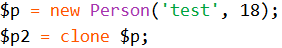 $p = new Person('test', 18);
$p2 = clone $p;